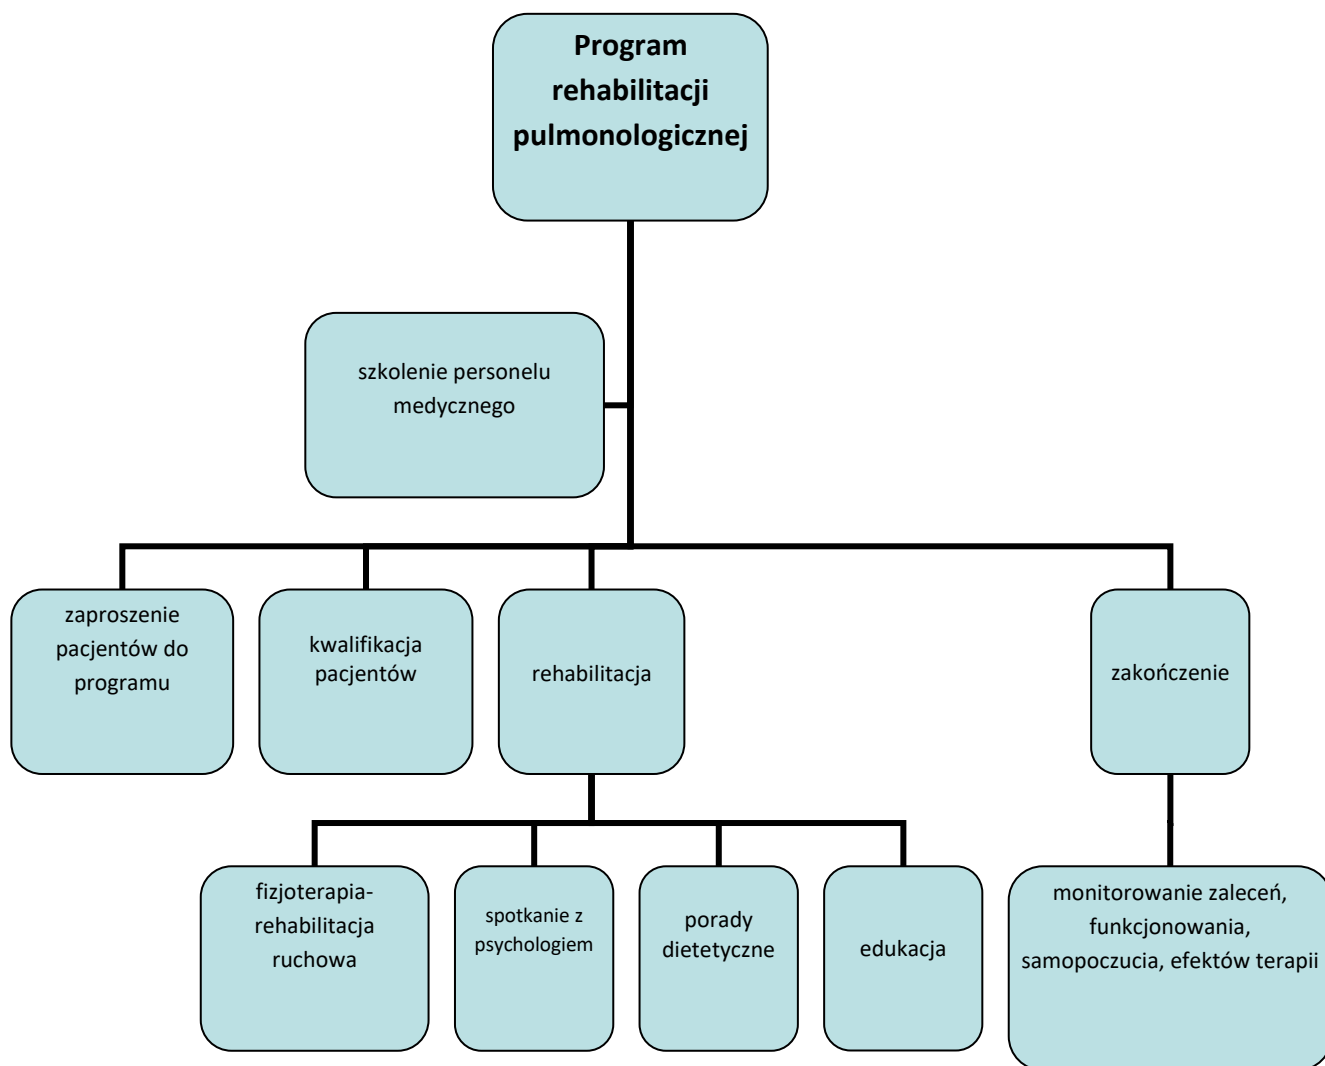 Program
rehabilitacji
pulmonologicznej
szkolenie personelu
medycznego
zaproszenie
pacjentów do
programu
kwalifikacja
pacjentów
rehabilitacja
zakończenie
fizjoterapia-
rehabilitacja
ruchowa
spotkanie z
psychologiem
porady
dietetyczne
edukacja
monitorowanie zaleceń,
funkcjonowania,
samopoczucia, efektów terapii